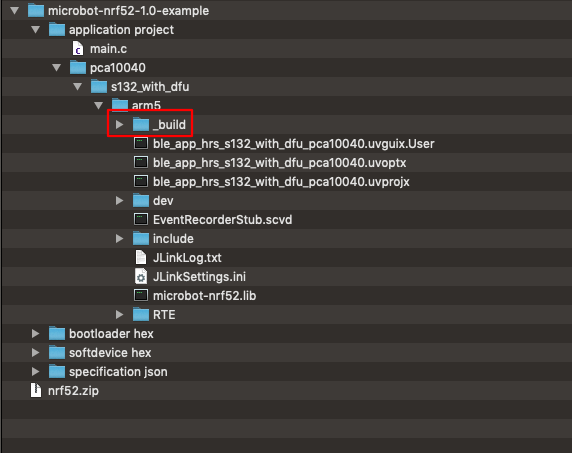 microbot-nrf52-1.0-example
application project
main.c
pca10040
s132_with_dfu
arm5
_build
ble_app_hrs_s132_with_dfu_pca10040.uvguix.User
ble_app_hrs_s132_with_dfu_pca10040.uvoptx
ble_app_hrs_s132_with_dfu_pca10040.uvprojx
dev
EventRecorderStub.scvd
include
JLinkLog.txt
JLinkSettings.ini
microbot-nrf52.lib
RTE
bootloader hex
softdevice hex
specification json
nrf52.zip